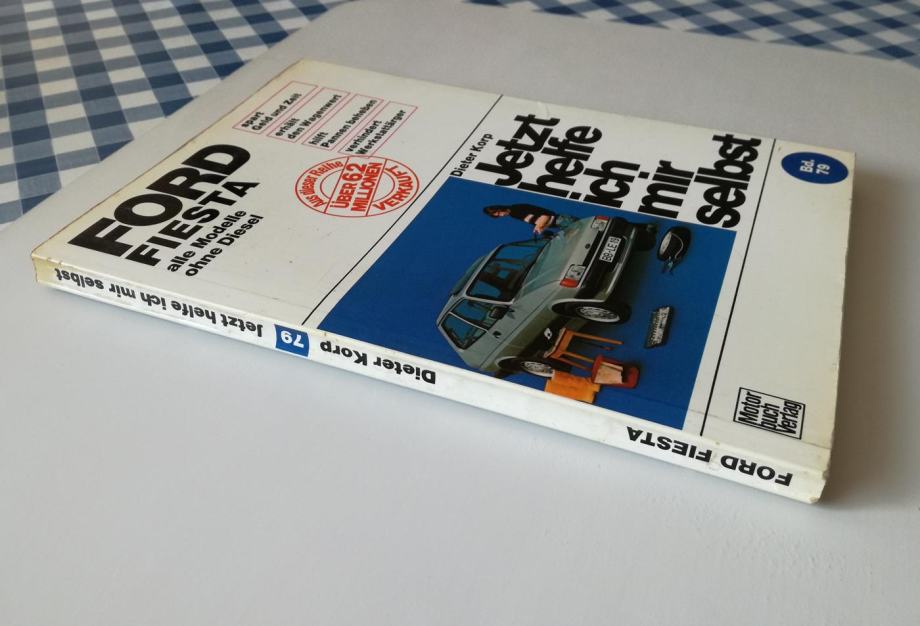 Bd.
79
Dieter Korp
Jetzt
helfe
ich
mir
selbst
spart
Geld und Zeit
erhält
den Wagenwert
hilft
Pannen beheben
verhindert
Werkstattärger
Aus dieser Reihe
ÜBER 62
MILLIONEN
VERKAUFT
FORD
FIESTA
alle Modelle
ohne Diesel
Motor
buch
Verlag
FORD FIESTA
Dieter Korp
79
Jetzt helfe ich mir selbst